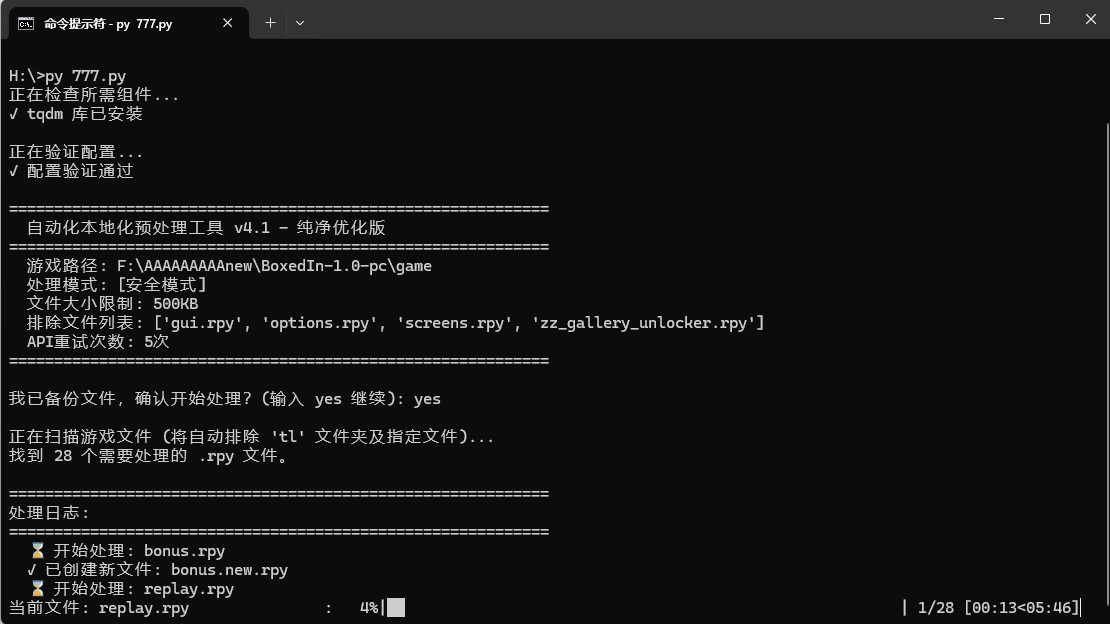 命令提示符 - py 777.py
H:\>py 777.py
正在检查所需组件...
√ tqdm 库已安装
正在验证配置...
√ 配置验证通过
============================================================
自动化本地化预处理工具 v4.1 - 纯净优化版
============================================================
游戏路径: F:\AAAAAAAAAnew\BoxedIn-1.0-pc\game
处理模式: [安全模式]
文件大小限制: 500KB
排除文件列表: ['gui.rpy', 'options.rpy', 'screens.rpy', 'zz_gallery_unlocker.rpy']
API重试次数: 5次
============================================================
我已备份文件, 确认开始处理? (输入 yes 继续): yes
正在扫描游戏文件 (将自动排除 'tl' 文件夹及指定文件)...
找到 28 个需要处理的 .rpy 文件。
============================================================
处理日志:
============================================================
⌛ 开始处理: bonus.rpy
√ 已创建新文件: bonus.new.rpy
⌛ 开始处理: replay.rpy
当前文件: replay.rpy : 4%|█ | 1/28 [00:13<05:46]